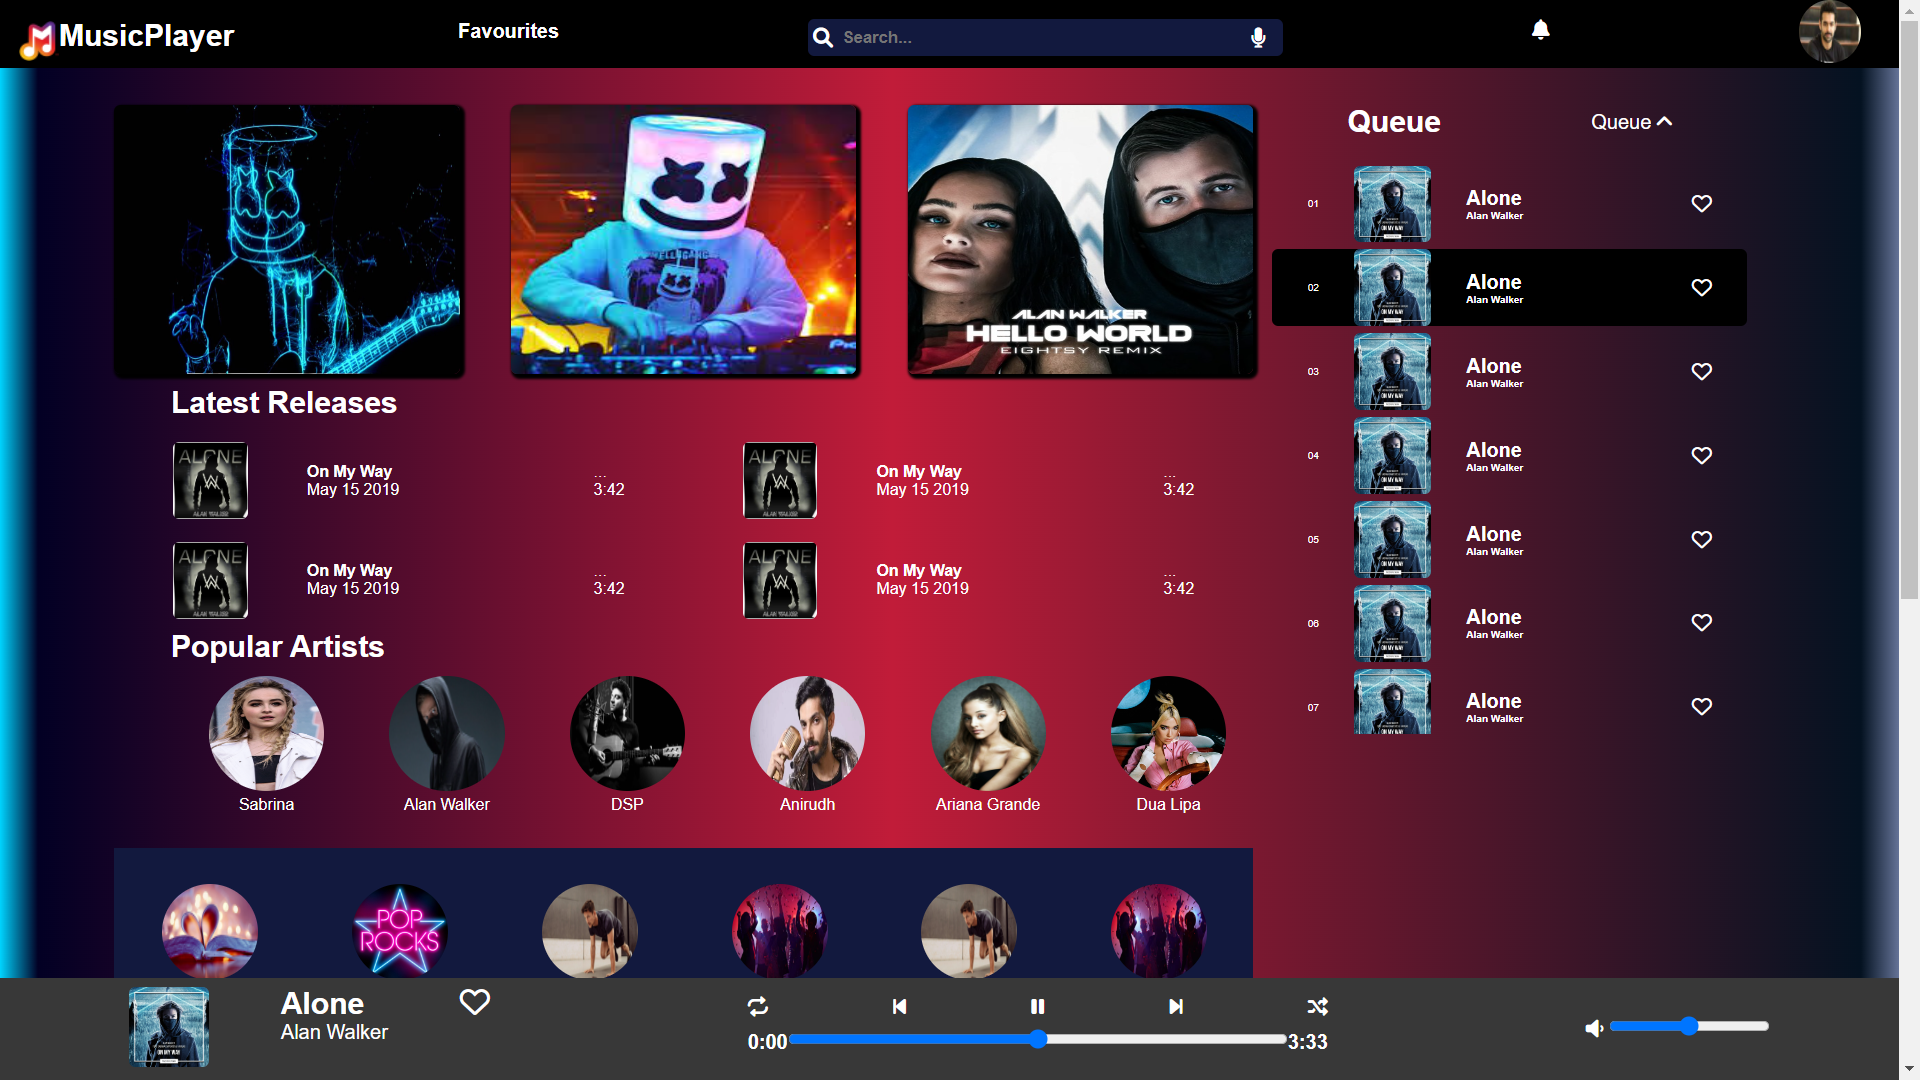 MusicPlayer
Favourites
Search...
ALAN WALKER
HELLO WORLD
EIGHTSY REMIX
Queue
Queue
01
Alone
Alan Walker
02
Alone
Alan Walker
03
Alone
Alan Walker
04
Alone
Alan Walker
05
Alone
Alan Walker
06
Alone
Alan Walker
07
Alone
Alan Walker
Latest Releases
ALONE
On My Way
May 15 2019
...
3:42
ALONE
On My Way
May 15 2019
...
3:42
ALONE
On My Way
May 15 2019
...
3:42
ALONE
On My Way
May 15 2019
...
3:42
Popular Artists
Sabrina
Alan Walker
DSP
Anirudh
Ariana Grande
Dua Lipa
POP
ROCKS
ON MY WAY
Alone
Alan Walker
0:00
3:33